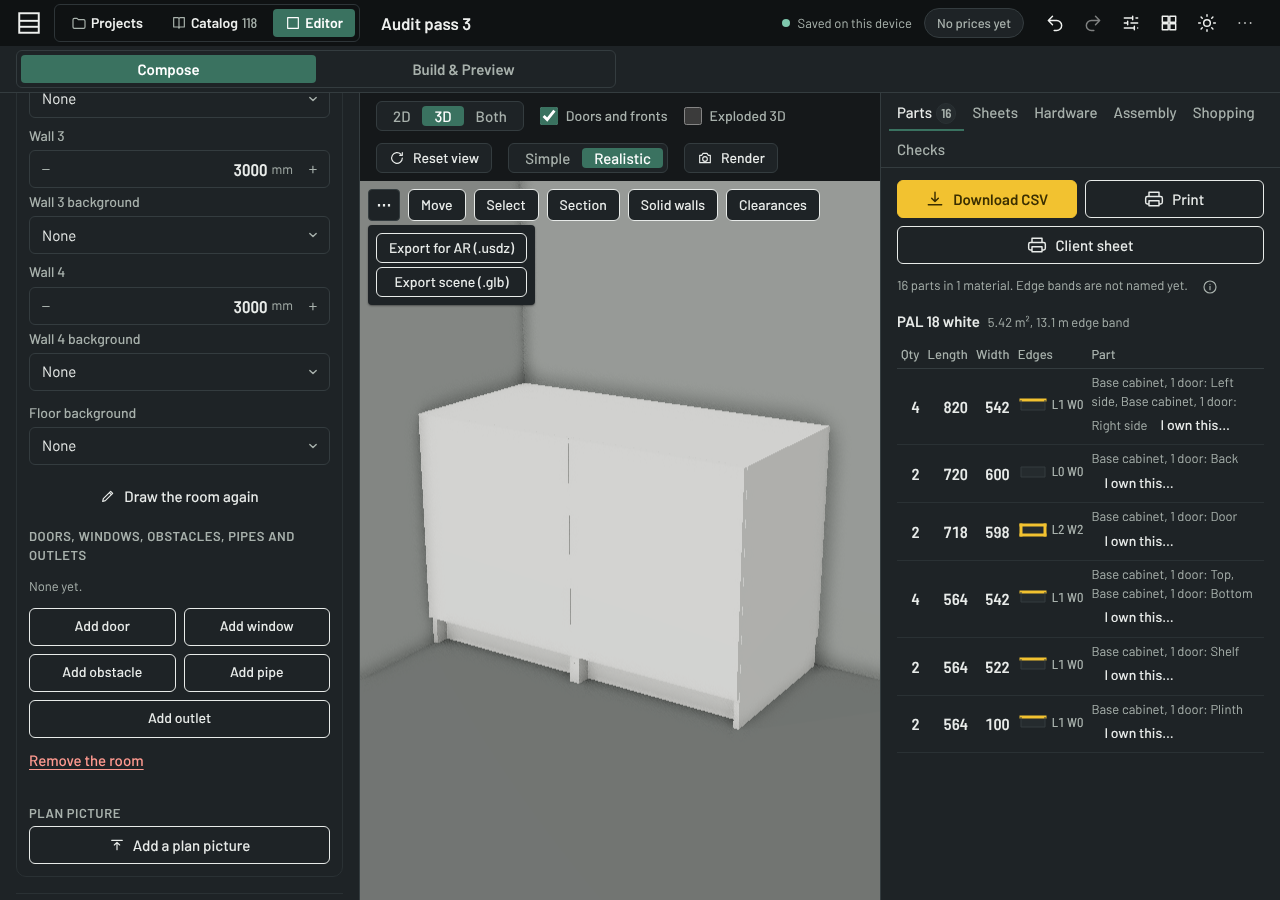 Projects
Catalog 118
Editor
Audit pass 3
Saved on this device
No prices yet
Compose
Build & Preview
None
Wall 3
− 3000 mm +
Wall 3 background
None
Wall 4
− 3000 mm +
Wall 4 background
None
Floor background
None
Draw the room again
DOORS, WINDOWS, OBSTACLES, PIPES AND
OUTLETS
None yet.
Add door
Add window
Add obstacle
Add pipe
Add outlet
Remove the room
PLAN PICTURE
Add a plan picture
2D 3D Both
Doors and fronts
Exploded 3D
Reset view
Simple Realistic
Render
Move
Select
Section
Solid walls
Clearances
Export for AR (.usdz)
Export scene (.glb)
Parts 16
Sheets
Hardware
Assembly
Shopping
Checks
Download CSV
Print
Client sheet
16 parts in 1 material. Edge bands are not named yet.
PAL 18 white 5.42 m², 13.1 m edge band
Qty Length Width Edges Part
4 820 542 L1 W0 Base cabinet, 1 door: Left
side, Base cabinet, 1 door:
Right side I own this...
2 720 600 L0 W0 Base cabinet, 1 door: Back
I own this...
2 718 598 L2 W2 Base cabinet, 1 door: Door
I own this...
4 564 542 L1 W0 Base cabinet, 1 door: Top,
Base cabinet, 1 door: Bottom
I own this...
2 564 522 L1 W0 Base cabinet, 1 door: Shelf
I own this...
2 564 100 L1 W0 Base cabinet, 1 door: Plinth
I own this...